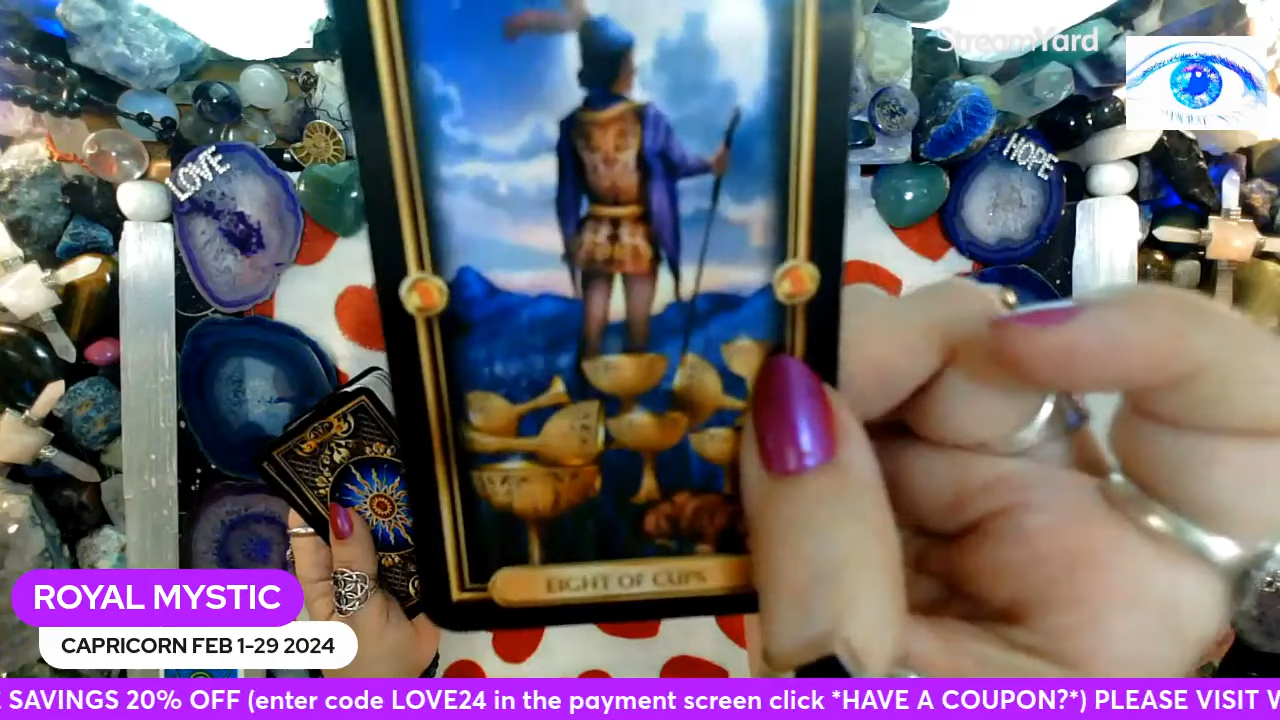 StreamYard
LOVE
HOPE
EIGHT OF CUPS
ROYAL MYSTIC
CAPRICORN FEB 1-29 2024
SAVINGS 20% OFF (enter code LOVE24 in the payment screen click *HAVE A COUPON?*) PLEASE VISIT